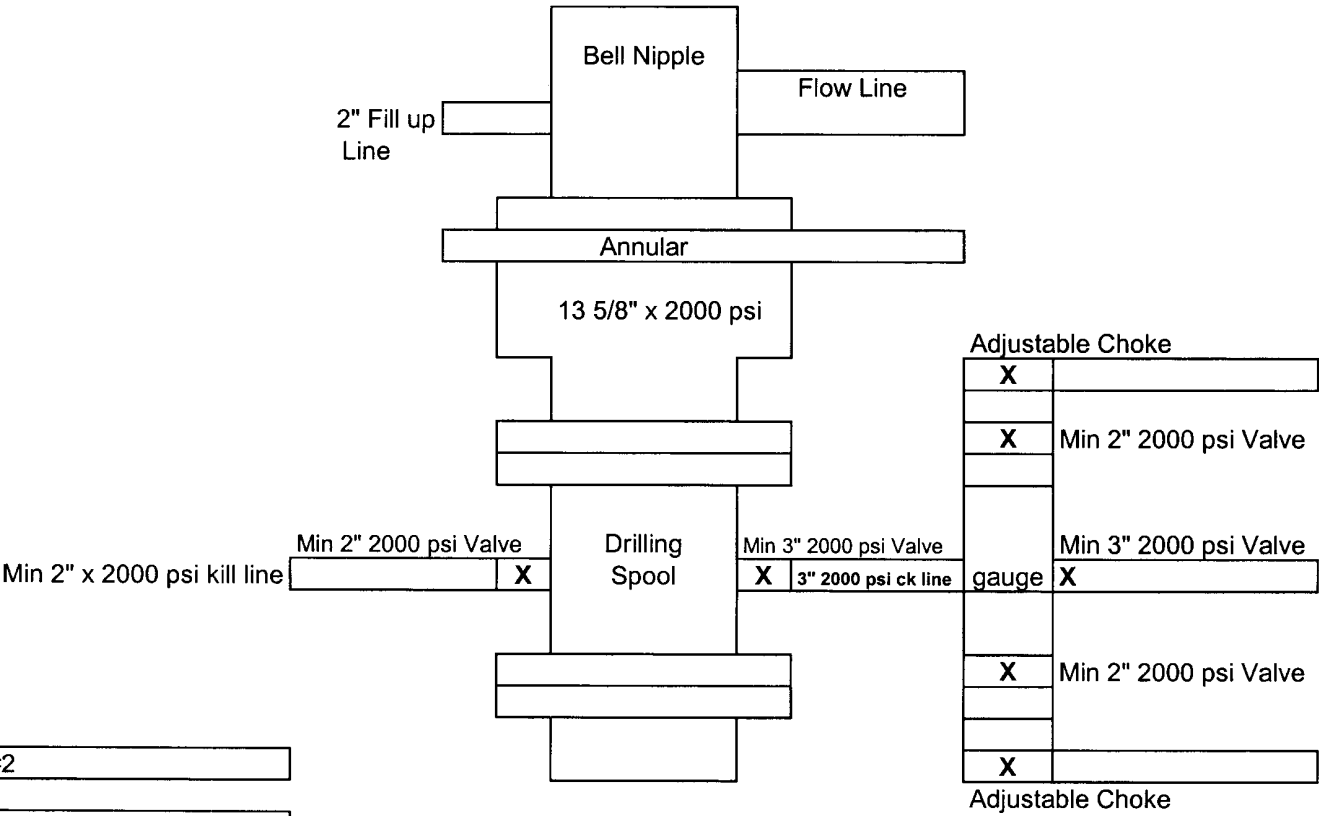 Bell Nipple
Flow Line
2" Fill up
Line
Annular
13 5/8" x 2000 psi
Adjustable Choke
X
X Min 2" 2000 psi Valve
Min 2" 2000 psi Valve
Drilling
Spool
Min 3" 2000 psi Valve
Min 3" 2000 psi Valve
Min 2" x 2000 psi kill line
X
X
3" 2000 psi ck line
gauge
X
X Min 2" 2000 psi Valve
X
Adjustable Choke